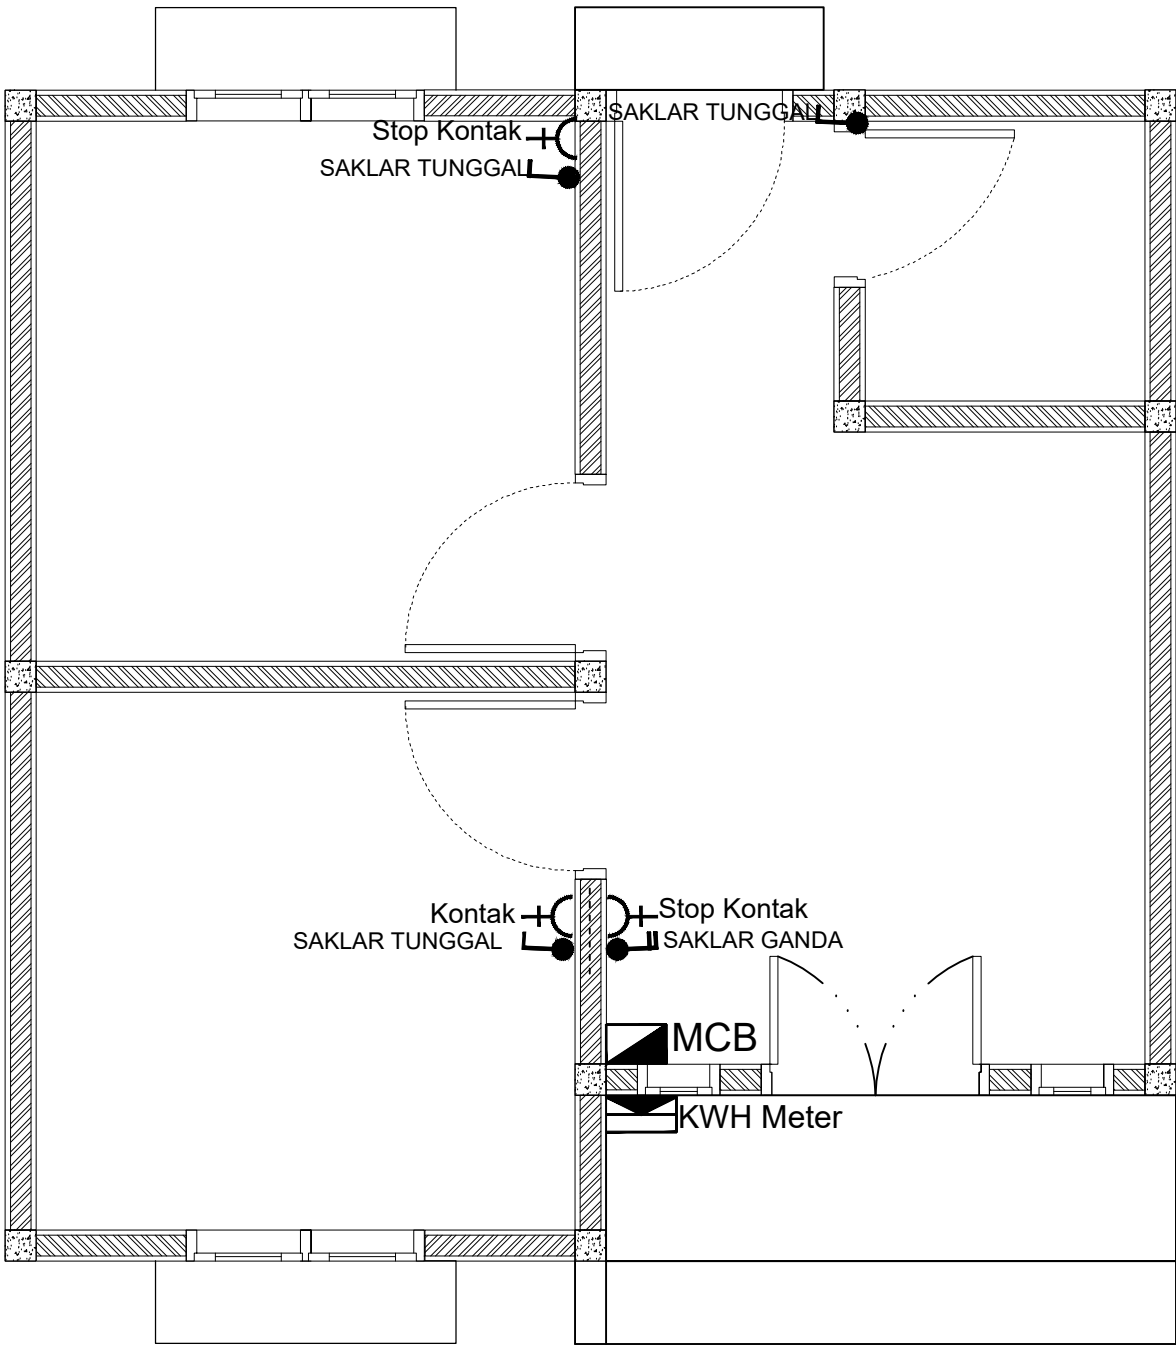 SAKLAR TUNGGAL
Stop Kontak
SAKLAR TUNGGAL
Kontak
Stop Kontak
SAKLAR TUNGGAL
SAKLAR GANDA
MCB
KWH Meter